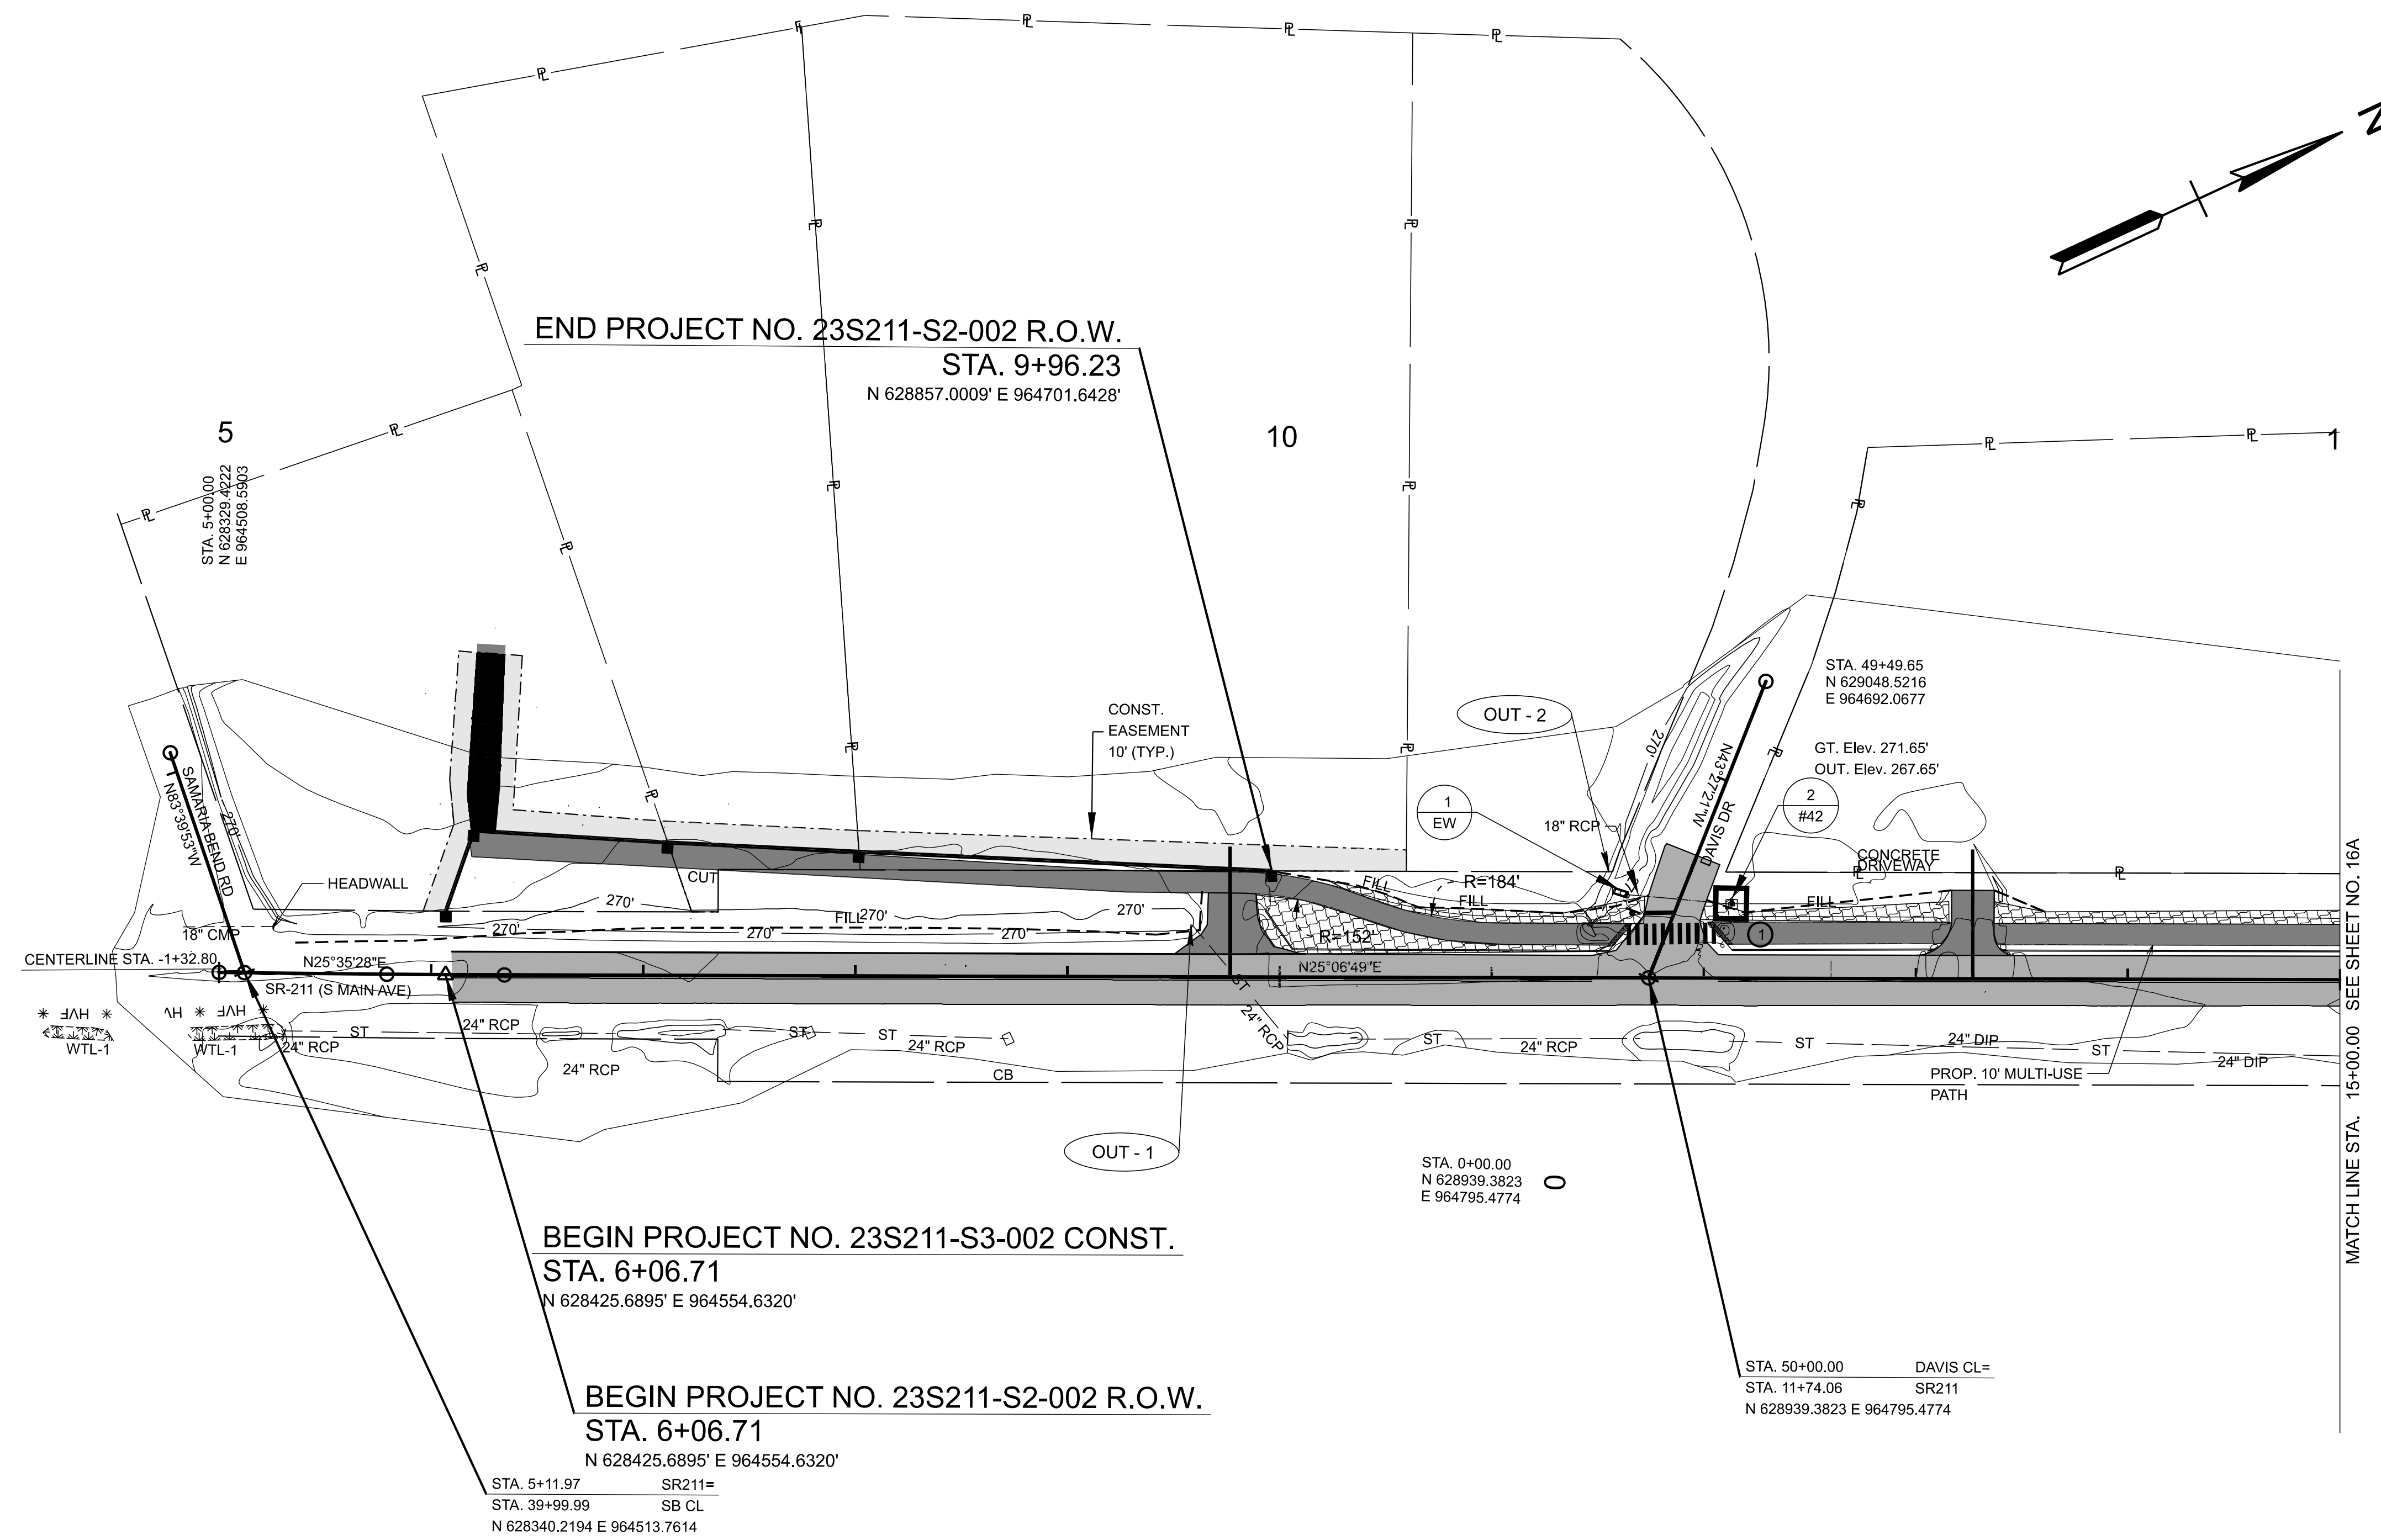 N
END PROJECT NO. 23S211-S2-002 R.O.W.
STA. 9+96.23
N 628857.0009' E 964701.6428'
5
10
1
STA. 5+00.00
N 628329.4222
E 964508.5903
STA. 49+49.65
N 629048.5216
E 964692.0677
CONST.
EASEMENT
10' (TYP.)
OUT - 2
270'
N43°27'21"W
DAVIS DR
GT. Elev. 271.65'
OUT. Elev. 267.65'
1
EW
2
#42
18" RCP
SAMARIA BEND RD
N83°39'53"W
270'
CONCRETE
DRIVEWAY
HEADWALL
CUT
FILL
R=184'
FILL
FILL
270'
270'
FILL
270'
270'
270'
270'
R=152'
1
18" CMP
CENTERLINE STA. -1+32.80
N25°35'28"E
N25°06'49"E
SR-211 (S MAIN AVE)
ST
24" RCP
HVF
HV
HVF
WTL-1
WTL-1
24" RCP
ST
24" RCP
24" RCP
ST
ST
24" RCP
CB
ST
24" RCP
ST
24" DIP
ST
24" DIP
PROP. 10' MULTI-USE
PATH
MATCH LINE STA. 15+00.00 SEE SHEET NO. 16A
OUT - 1
STA. 0+00.00
N 628939.3823
E 964795.4774
0
BEGIN PROJECT NO. 23S211-S3-002 CONST.
STA. 6+06.71
N 628425.6895' E 964554.6320'
BEGIN PROJECT NO. 23S211-S2-002 R.O.W.
STA. 6+06.71
N 628425.6895' E 964554.6320'
STA. 50+00.00 DAVIS CL=
STA. 11+74.06 SR211
N 628939.3823 E 964795.4774
STA. 5+11.97 SR211=
STA. 39+99.99 SB CL
N 628340.2194 E 964513.7614